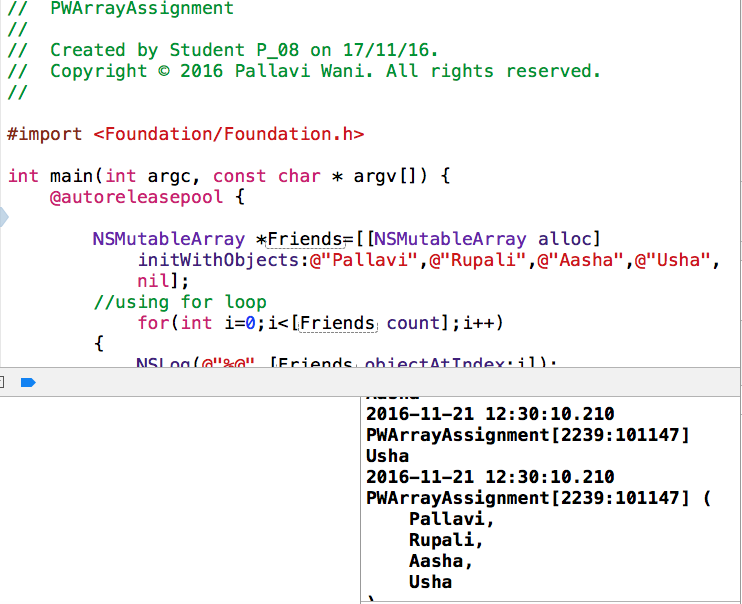 //  PWArrayAssignment
//
//  Created by Student P_08 on 17/11/16.
//  Copyright © 2016 Pallavi Wani. All rights reserved.
//
#import <Foundation/Foundation.h>
int main(int argc, const char * argv[]) {
    @autoreleasepool {
        NSMutableArray *Friends=[[NSMutableArray alloc]
            initWithObjects:@"Pallavi",@"Rupali",@"Aasha",@"Usha",
            nil];
        //using for loop
            for(int i=0;i<[Friends count];i++)
        {
            NSLog(@"%@",[Friends objectAtIndex:i]);
Aasha
2016-11-21 12:30:10.210
PWArrayAssignment[2239:101147]
Usha
2016-11-21 12:30:10.210
PWArrayAssignment[2239:101147] (
    Pallavi,
    Rupali,
    Aasha,
    Usha
)